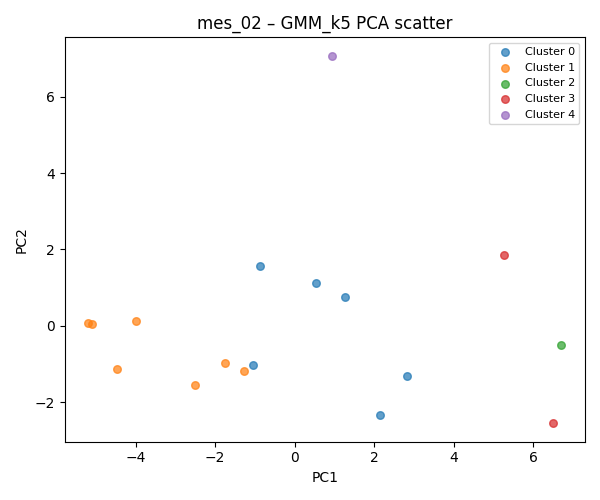 mes_02 – GMM_k5 PCA scatter
Cluster 0
Cluster 1
Cluster 2
Cluster 3
Cluster 4
PC2
6
4
2
0
−2
−4 −2 0 2 4 6
PC1